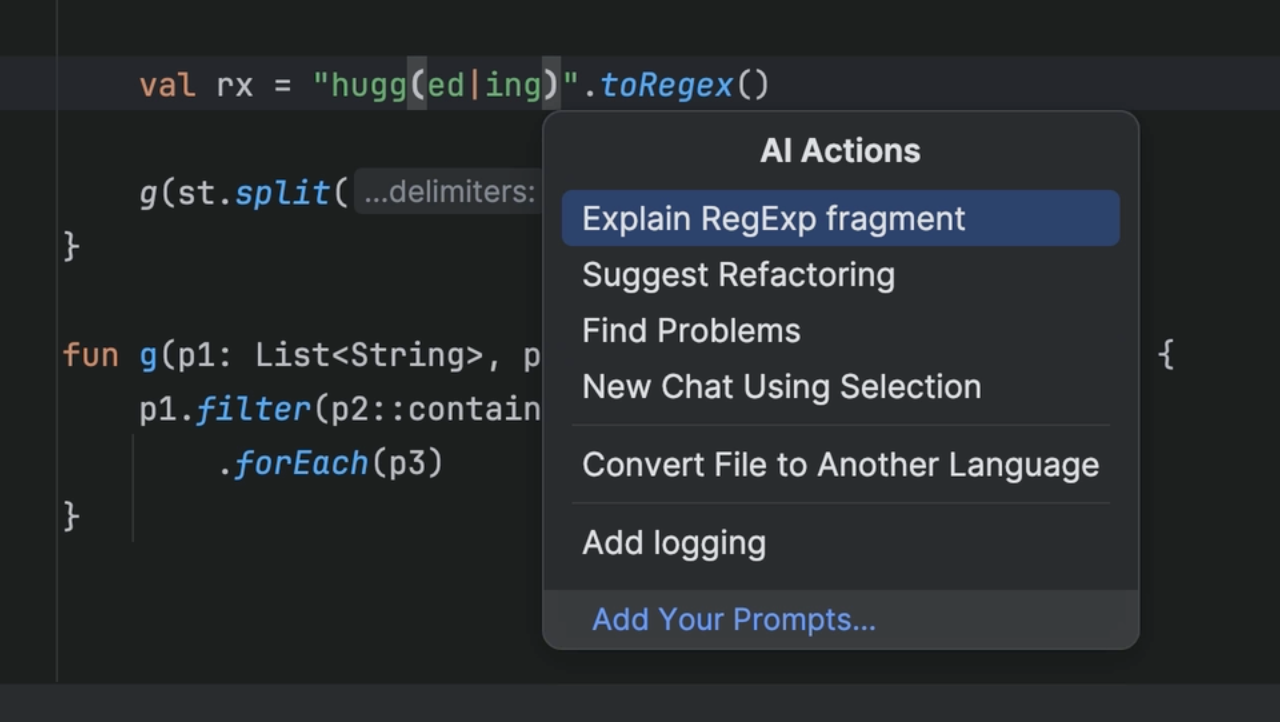 val rx = "hugg(ed|ing)".toRegex()
AI Actions
Explain RegExp fragment
Suggest Refactoring
Find Problems
New Chat Using Selection
Convert File to Another Language
Add logging
Add Your Prompts...
g(st.split( ...delimiters:
}
fun g(p1: List<String>, p {
p1.filter(p2::contain
.forEach(p3)
}